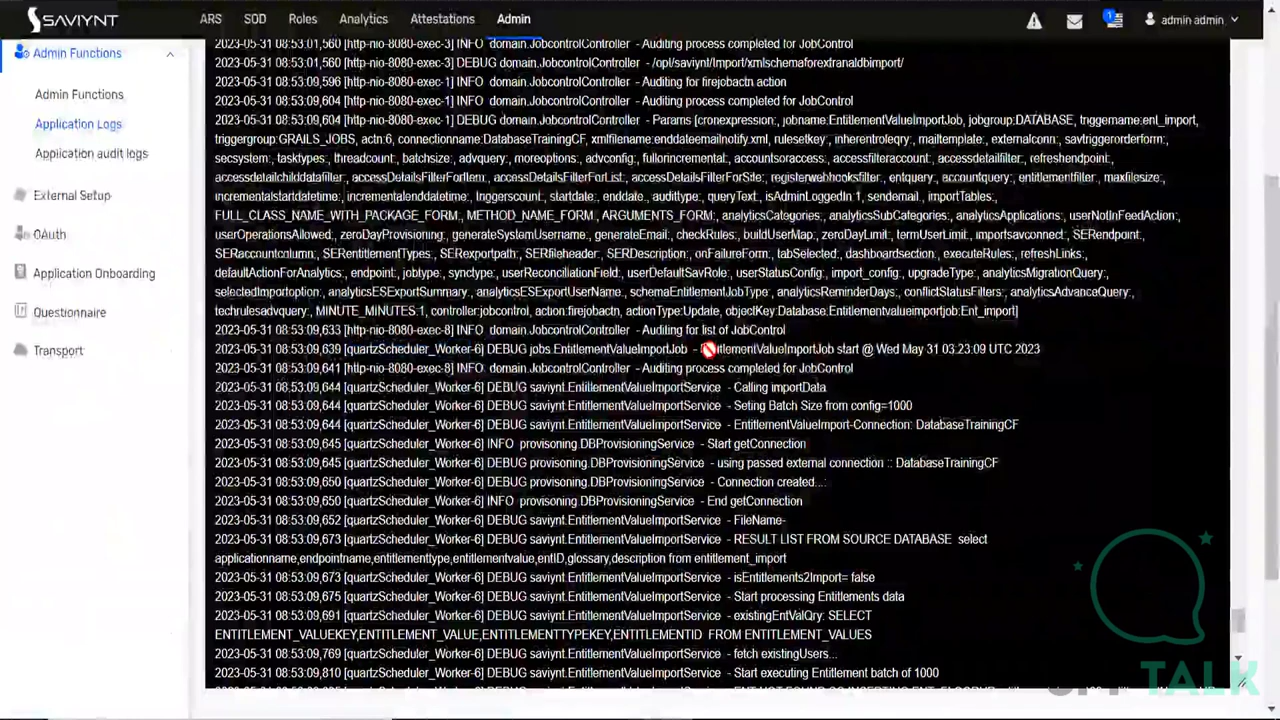 SAVIYNT
ARS SOD Roles Analytics Attestations Admin
1
admin admin
Admin Functions
Admin Functions
Application Logs
Application audit logs
External Setup
OAuth
Application Onboarding
Questionnaire
Transport
2023-05-31 08:53:01,560 [http-nio-8080-exec-3] INFO domain.JobcontrolController - Auditing process completed for JobControl
2023-05-31 08:53:01,560 [http-nio-8080-exec-3] DEBUG domain.JobcontrolController - /opt/saviynt/Import/xmlschemaforextranaldbimport/
2023-05-31 08:53:09,596 [http-nio-8080-exec-1] INFO domain.JobcontrolController - Auditing for firejobactn action
2023-05-31 08:53:09,604 [http-nio-8080-exec-1] INFO domain.JobcontrolController - Auditing process completed for JobControl
2023-05-31 08:53:09,604 [http-nio-8080-exec-1] DEBUG domain.JobcontrolController - Params [cronexpression:, jobname:EntitlementValueImportJob, jobgroup:DATABASE, triggername:ent_import,
triggergroup:GRAILS_JOBS, actn:6, connectionname:DatabaseTrainingCF, xmlfilename:enddateemailnotify.xml, rulesetkey:, inherentroleqry:, mailtemplate:, externalconn:, savtriggerorderform:,
secsystem:, tasktypes:, threadcount:, batchsize:, advquery:, moreoptions:, advconfig:, fullorincremental:, accountsoraccess:, accessfilteraccount:, accessdetailfilter:, refreshendpoint:,
accessdetailchilddatafilter:, accessDetailsFilterForItem:, accessDetailsFilterForList:, accessDetailsFilterForSite:, registerwebhooksfilter:, entquery:, accountquery:, entitlementfilter:, maxfilesize:,
incrementalstartdatetime:, incrementalenddatetime:, triggerscount:, startdate:, enddate:, audittype:, queryText:, isAdminLoggedIn:1, sendemail:, importTables:,
FULL_CLASS_NAME_WITH_PACKAGE_FORM:, METHOD_NAME_FORM:, ARGUMENTS_FORM:, analyticsCategories:, analyticsSubCategories:, analyticsApplications:, userNotInFeedAction:,
userOperationsAllowed:, zeroDayProvisioning:, generateSystemUsername:, generateEmail:, checkRules:, buildUserMap:, zeroDayLimit:, termUserLimit:, importsavconnect:, SERendpoint:,
SERaccountcolumn:, SERentitlementTypes:, SERexportpath:, SERfileheader:, SERDescription:, onFailureForm:, tabSelected:, dashboardsection:, executeRules:, refreshLinks:,
defaultActionForAnalytics:, endpoint:, jobtype:, synctype:, userReconciliationField:, userDefaultSavRole:, userStatusConfig:, import_config:, upgradeType:, analyticsMigrationQuery:,
selectedImportoption:, analyticsESExportSummary:, analyticsESExportUserName:, schemaEntitlementJobType:, analyticsReminderDays:, conflictStatusFilters:, analyticsAdvanceQuery:,
techrulesadvquery:, MINUTE_MINUTES:1, controller:jobcontrol, action:firejobactn, actionType:Update, objectKey:Database.Entitlementvalueimportjob:Ent_import]
2023-05-31 08:53:09,633 [http-nio-8080-exec-8] INFO domain.JobcontrolController - Auditing for list of JobControl
2023-05-31 08:53:09,639 [quartzScheduler_Worker-6] DEBUG jobs.EntitlementValueImportJob - start @ Wed May 31 03:23:09 UTC 2023
2023-05-31 08:53:09,641 [http-nio-8080-exec-8] INFO domain.JobcontrolController - Auditing process completed for JobControl
2023-05-31 08:53:09,644 [quartzScheduler_Worker-6] DEBUG saviynt.EntitlementValueImportService - Calling importData
2023-05-31 08:53:09,644 [quartzScheduler_Worker-6] DEBUG saviynt.EntitlementValueImportService - Seting Batch Size from config=1000
2023-05-31 08:53:09,644 [quartzScheduler_Worker-6] DEBUG saviynt.EntitlementValueImportService - EntitlementValueImport-Connection: DatabaseTrainingCF
2023-05-31 08:53:09,645 [quartzScheduler_Worker-6] INFO provisoning.DBProvisioningService - Start getConnection
2023-05-31 08:53:09,645 [quartzScheduler_Worker-6] DEBUG provisoning.DBProvisioningService - using passed external connection :: DatabaseTrainingCF
2023-05-31 08:53:09,650 [quartzScheduler_Worker-6] DEBUG provisoning.DBProvisioningService - Connection created...:
2023-05-31 08:53:09,650 [quartzScheduler_Worker-6] INFO provisoning.DBProvisioningService - End getConnection
2023-05-31 08:53:09,652 [quartzScheduler_Worker-6] DEBUG saviynt.EntitlementValueImportService - FileName-
2023-05-31 08:53:09,673 [quartzScheduler_Worker-6] DEBUG saviynt.EntitlementValueImportService - RESULT LIST FROM SOURCE DATABASE select
applicationname,endpointname,entitlementtype,entitlementvalue,entID,glossary,description from entitlement_import
2023-05-31 08:53:09,673 [quartzScheduler_Worker-6] DEBUG saviynt.EntitlementValueImportService - isEntitlements2Import= false
2023-05-31 08:53:09,675 [quartzScheduler_Worker-6] DEBUG saviynt.EntitlementValueImportService - Start processing Entitlements data
2023-05-31 08:53:09,691 [quartzScheduler_Worker-6] DEBUG saviynt.EntitlementValueImportService - existingEntValQry: SELECT
ENTITLEMENT_VALUEKEY,ENTITLEMENT_VALUE,ENTITLEMENTTYPEKEY,ENTITLEMENTID FROM ENTITLEMENT_VALUES
2023-05-31 08:53:09,769 [quartzScheduler_Worker-6] DEBUG saviynt.EntitlementValueImportService - fetch existingUsers...
2023-05-31 08:53:09,810 [quartzScheduler_Worker-6] DEBUG saviynt.EntitlementValueImportService - Start executing Entitlement batch of 1000
TALK